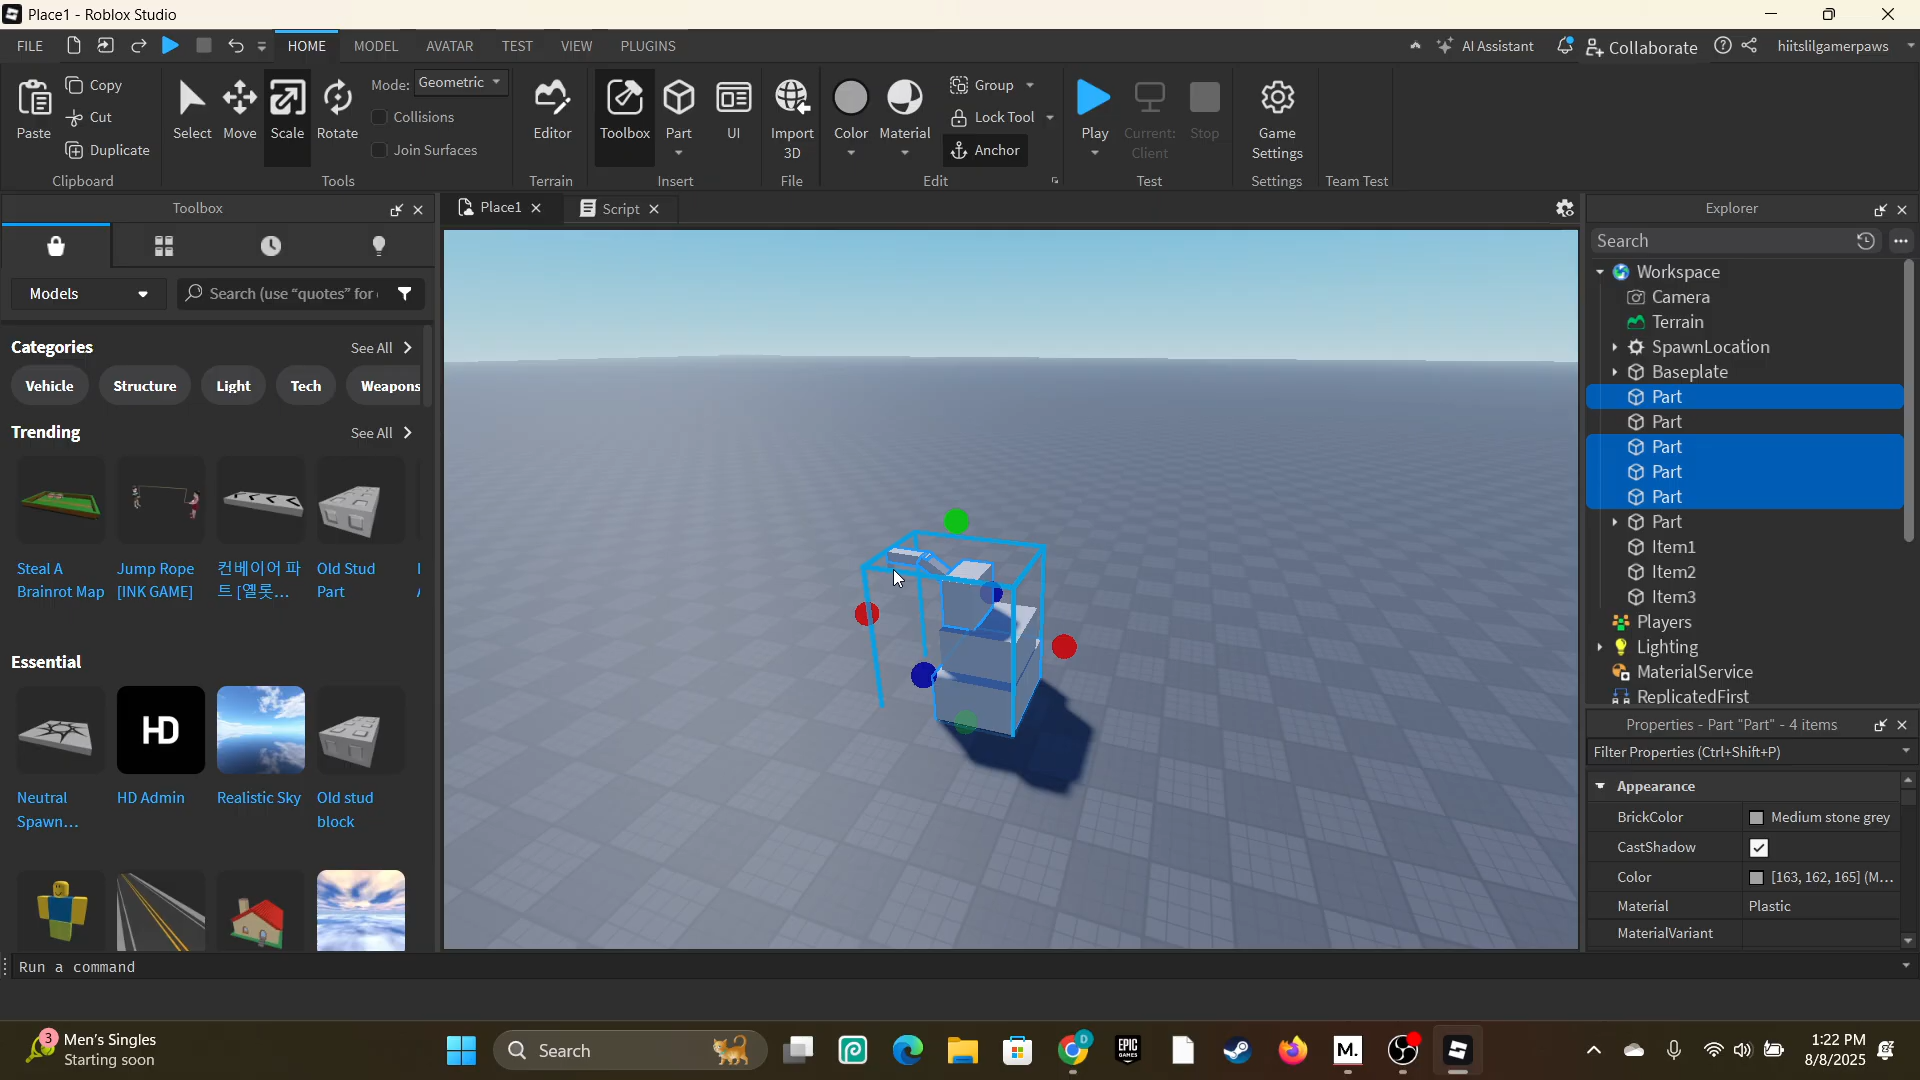 Place1 - Roblox Studio
FILE
HOME
MODEL
AVATAR
TEST
VIEW
PLUGINS
AI Assistant
Collaborate
hiitslilgamerpaws
Paste
Copy
Cut
Duplicate
Clipboard
Select
Move
Scale
Rotate
Mode: Geometric
Collisions
Join Surfaces
Tools
Editor
Terrain
Toolbox
Part
UI
Insert
Import
3D
File
Color
Material
Group
Lock Tool
Anchor
Edit
Play
Current:
Client
Stop
Test
Game
Settings
Settings
Team Test
Toolbox
Models
Search (use “quotes” for
Categories
See All
Vehicle
Structure
Light
Tech
Weapons
Trending
See All
Steal A
Brainrot Map
Jump Rope
[INK GAME]
컨베이어 파
트 [옐롯...
Old Stud
Part
Essential
HD
Neutral
Spawn...
HD Admin
Realistic Sky
Old stud
block
Place1
Script
Explorer
Search
Workspace
Camera
Terrain
SpawnLocation
Baseplate
Part
Part
Part
Part
Part
Part
Item1
Item2
Item3
Players
Lighting
MaterialService
ReplicatedFirst
Properties - Part "Part" - 4 items
Filter Properties (Ctrl+Shift+P)
Appearance
BrickColor
Medium stone grey
CastShadow
Color
[163, 162, 165] (M...
Material
Plastic
MaterialVariant
Run a command
3
Men's Singles
Starting soon
Search
D
EPIC
GAMES
M.
1:22 PM
8/8/2025